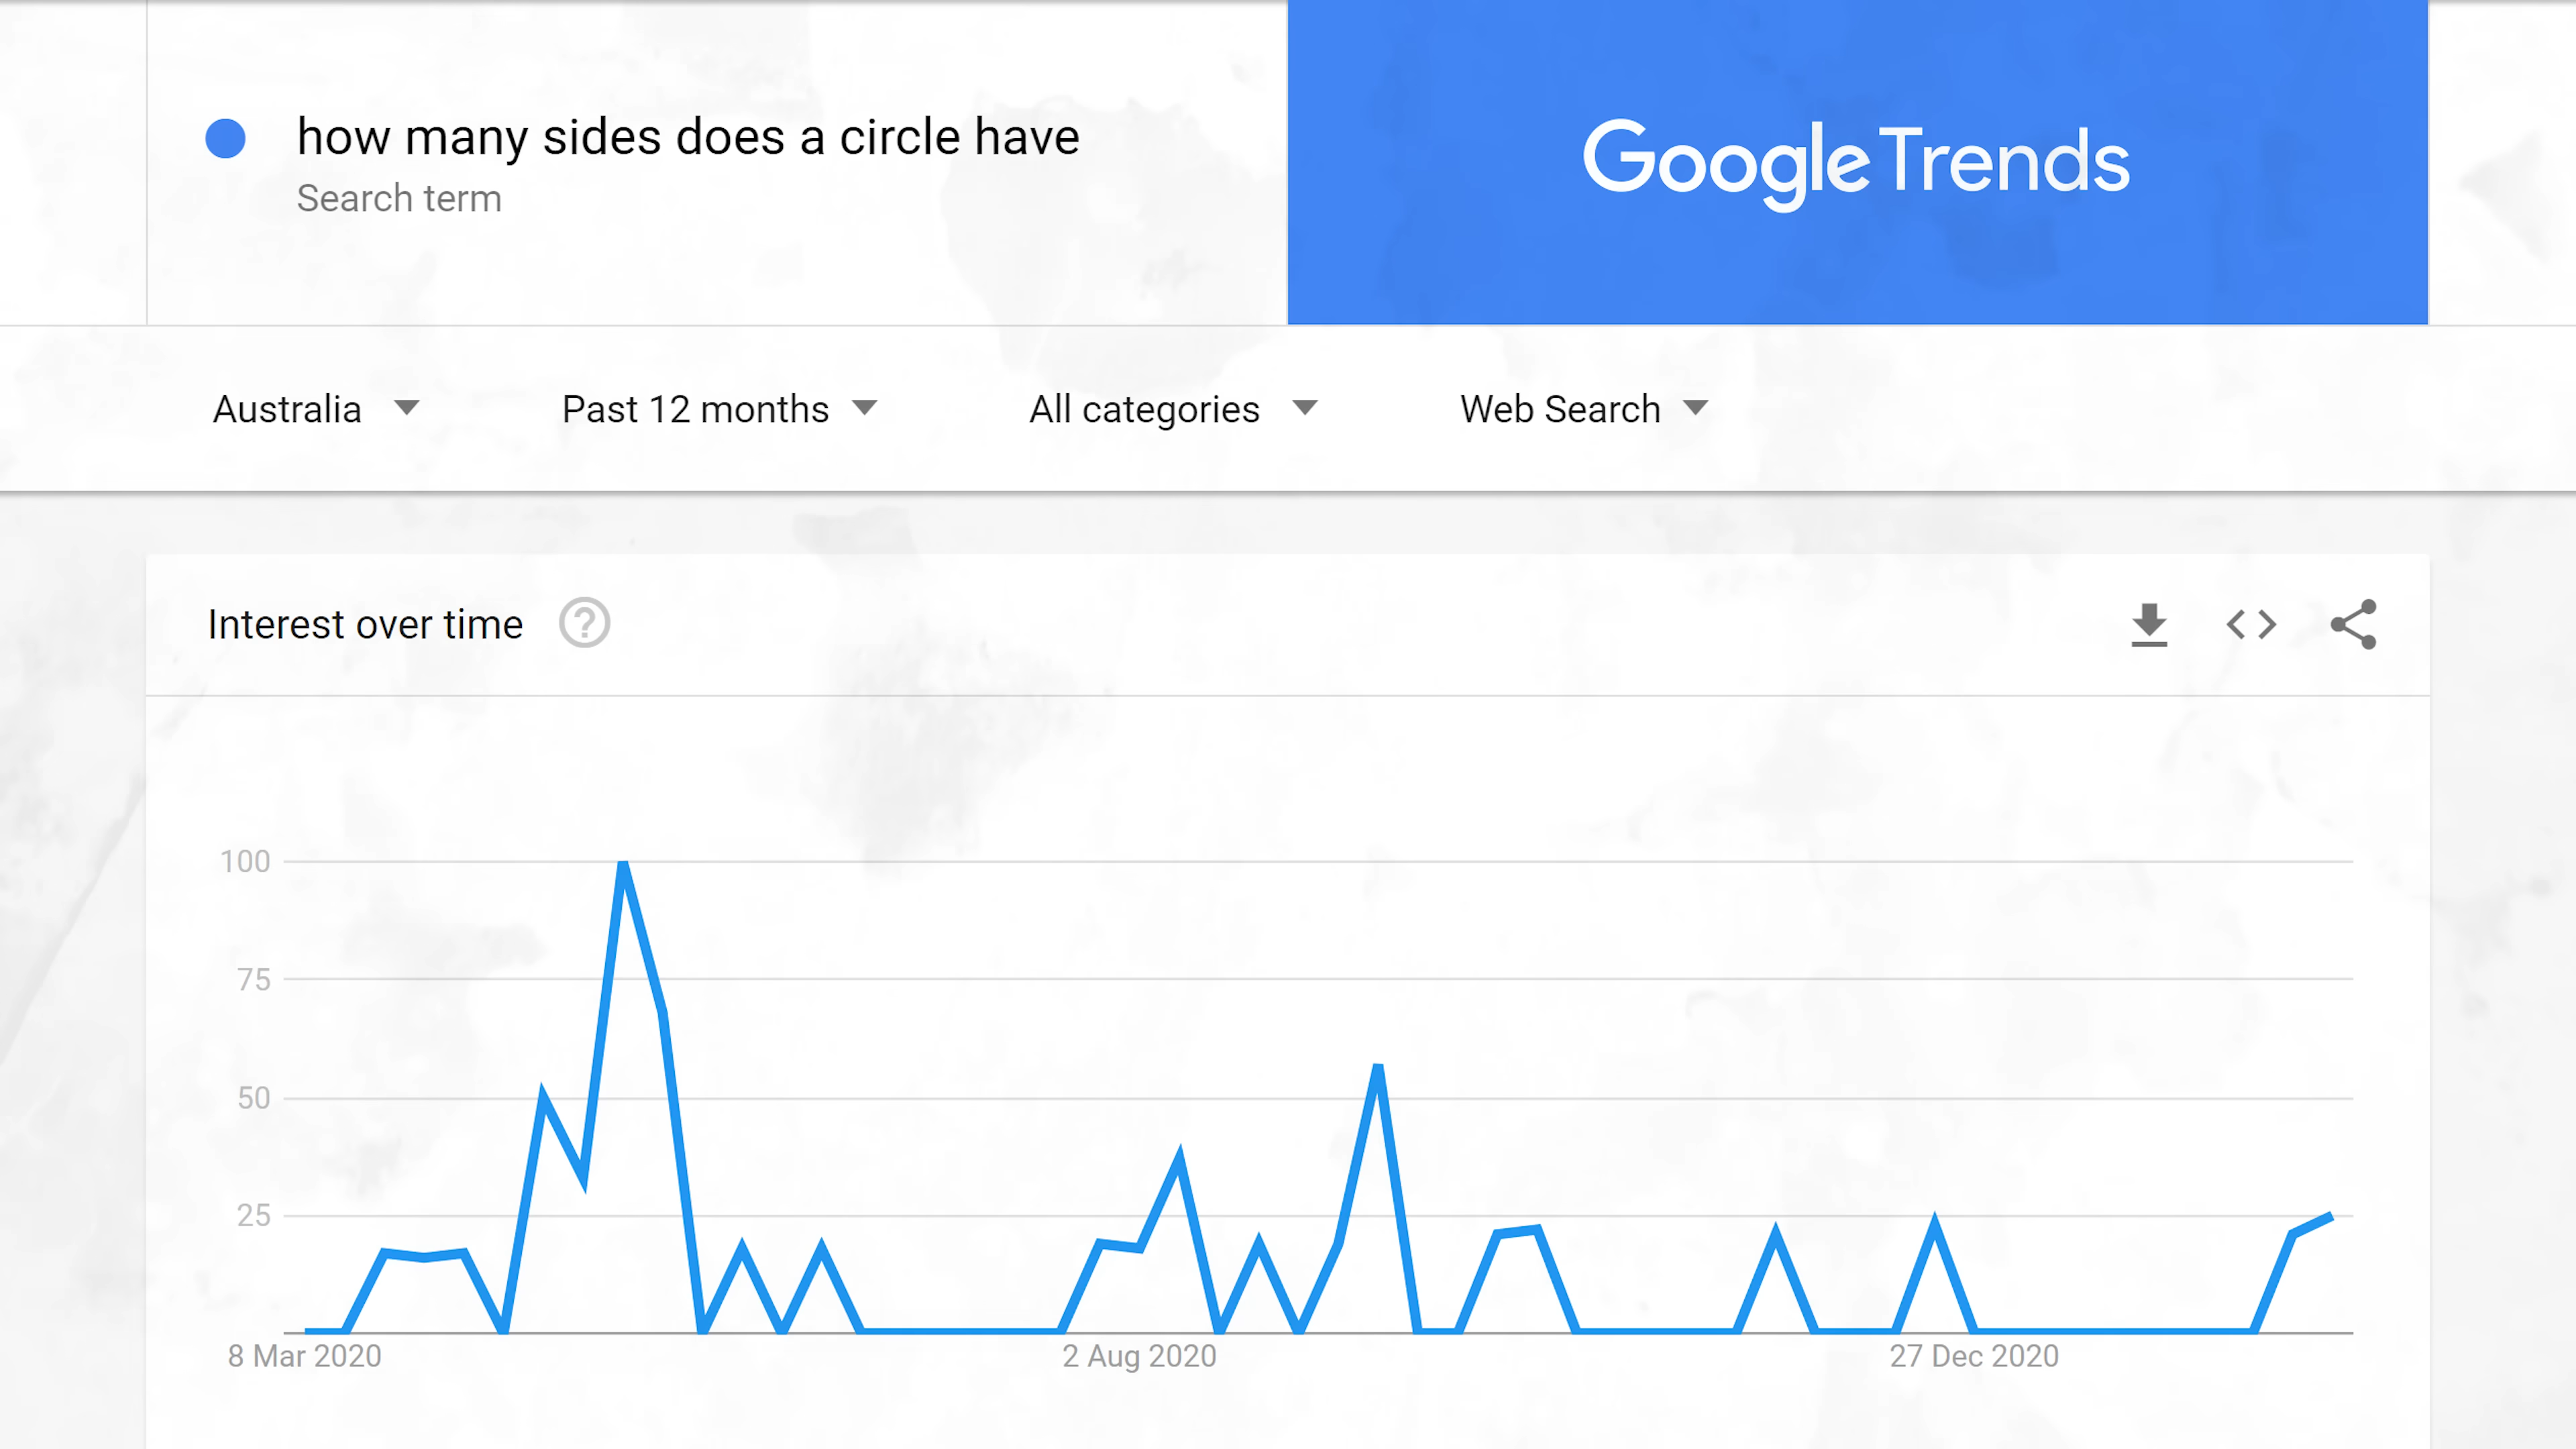 how many sides does a circle have
Search term
Google Trends
Australia
Past 12 months
All categories
Web Search
Interest over time
?
100
75
50
25
8 Mar 2020
2 Aug 2020
27 Dec 2020